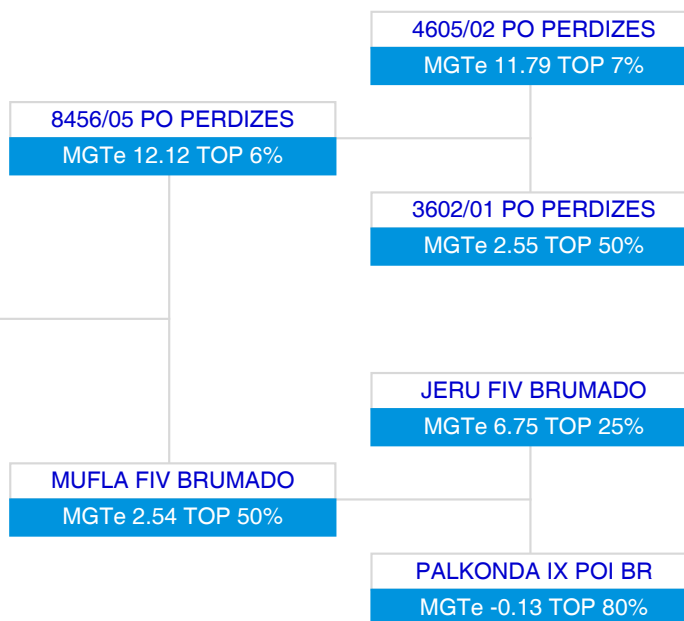 4605/02 PO PERDIZES
MGTe 11.79 TOP 7%
8456/05 PO PERDIZES
MGTe 12.12 TOP 6%
3602/01 PO PERDIZES
MGTe 2.55 TOP 50%
JERU FIV BRUMADO
MGTe 6.75 TOP 25%
MUFLA FIV BRUMADO
MGTe 2.54 TOP 50%
PALKONDA IX POI BR
MGTe -0.13 TOP 80%